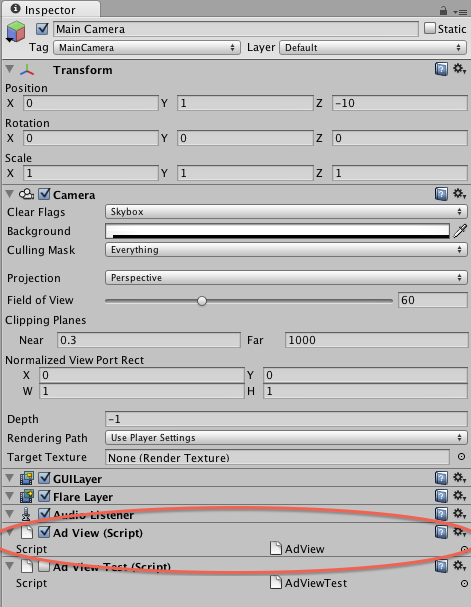 Inspector
Main Camera Static
Tag MainCamera Layer Default
Transform
Position
X 0 Y 1 Z -10
Rotation
X 0 Y 0 Z 0
Scale
X 1 Y 1 Z 1
Camera
Clear Flags Skybox
Background
Culling Mask Everything
Projection Perspective
Field of View 60
Clipping Planes
Near 0.3 Far 1000
Normalized View Port Rect
X 0 Y 0
W 1 H 1
Depth -1
Rendering Path Use Player Settings
Target Texture None (Render Texture)
GUILayer
Flare Layer
Audio Listener
Ad View (Script)
Script AdView
Ad View Test (Script)
Script AdViewTest